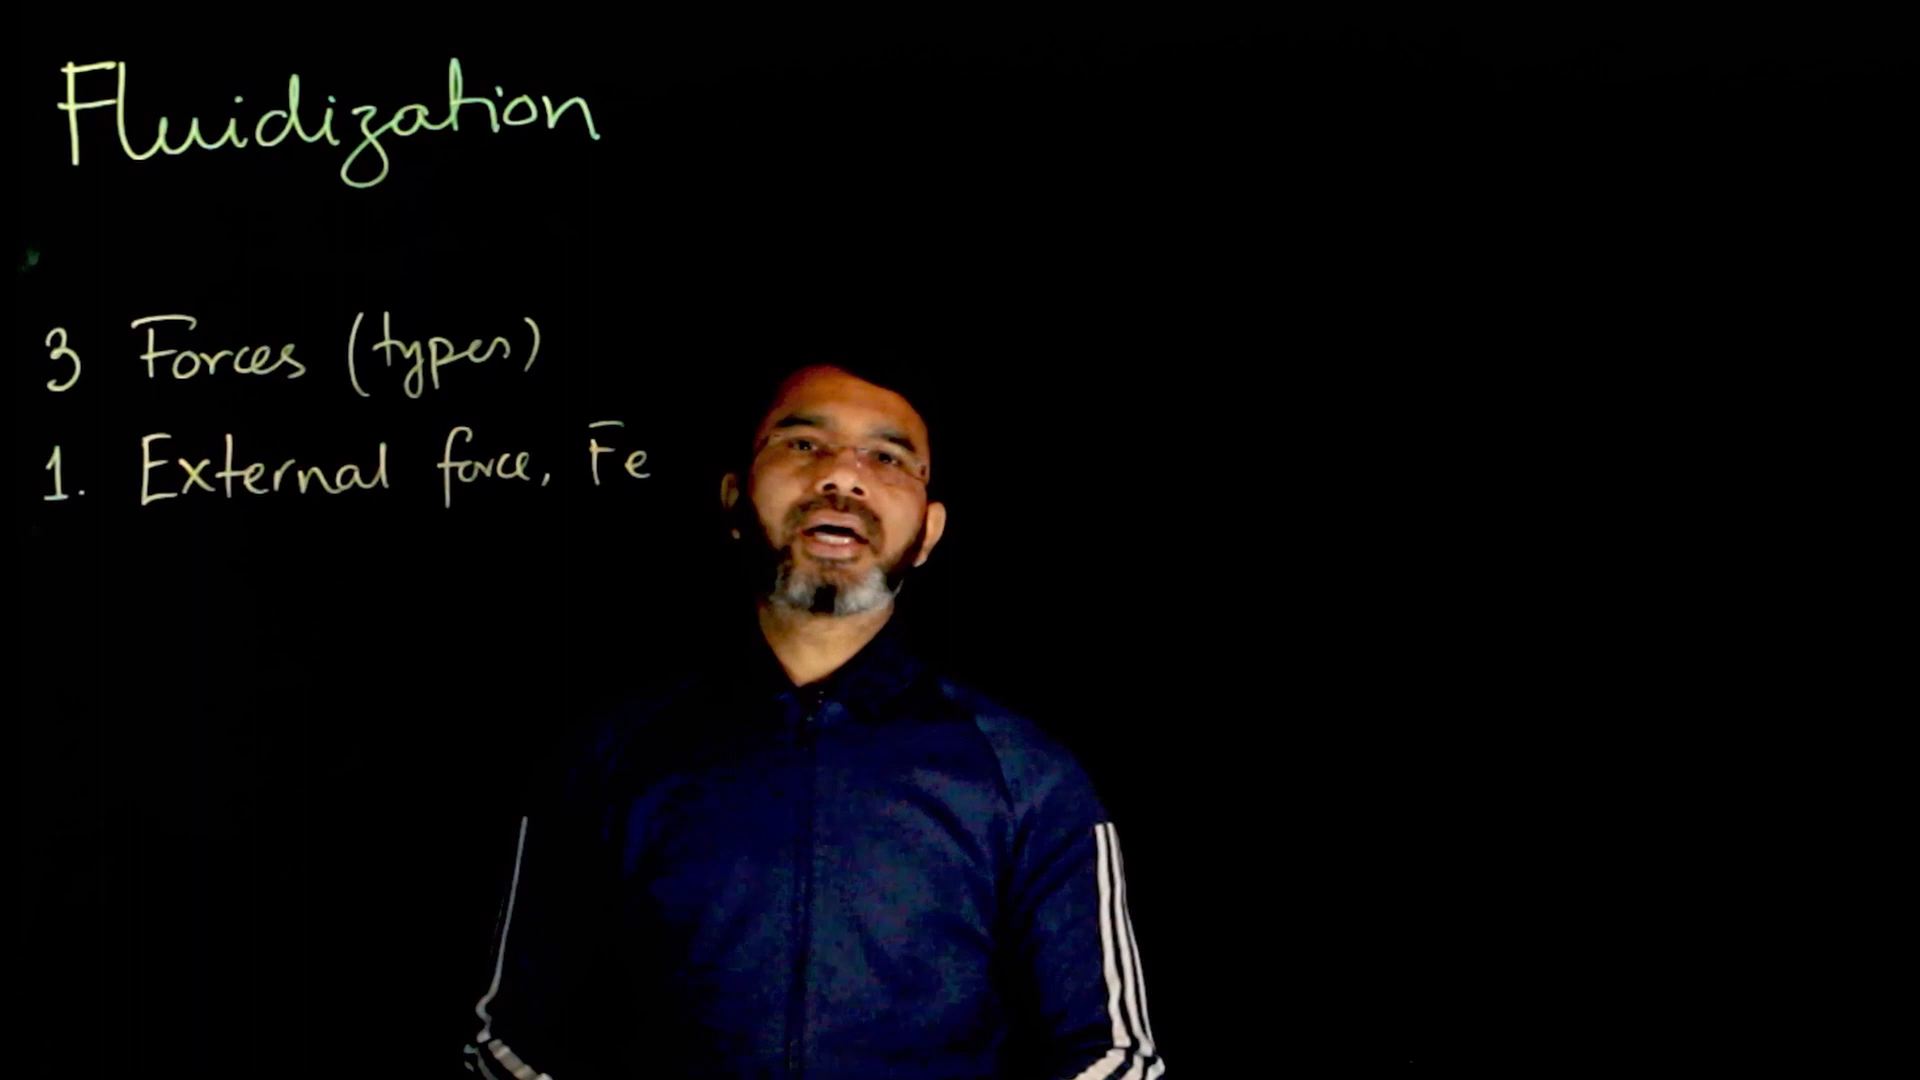 Fluidization
3 Forces (types)
1. External force, Fe